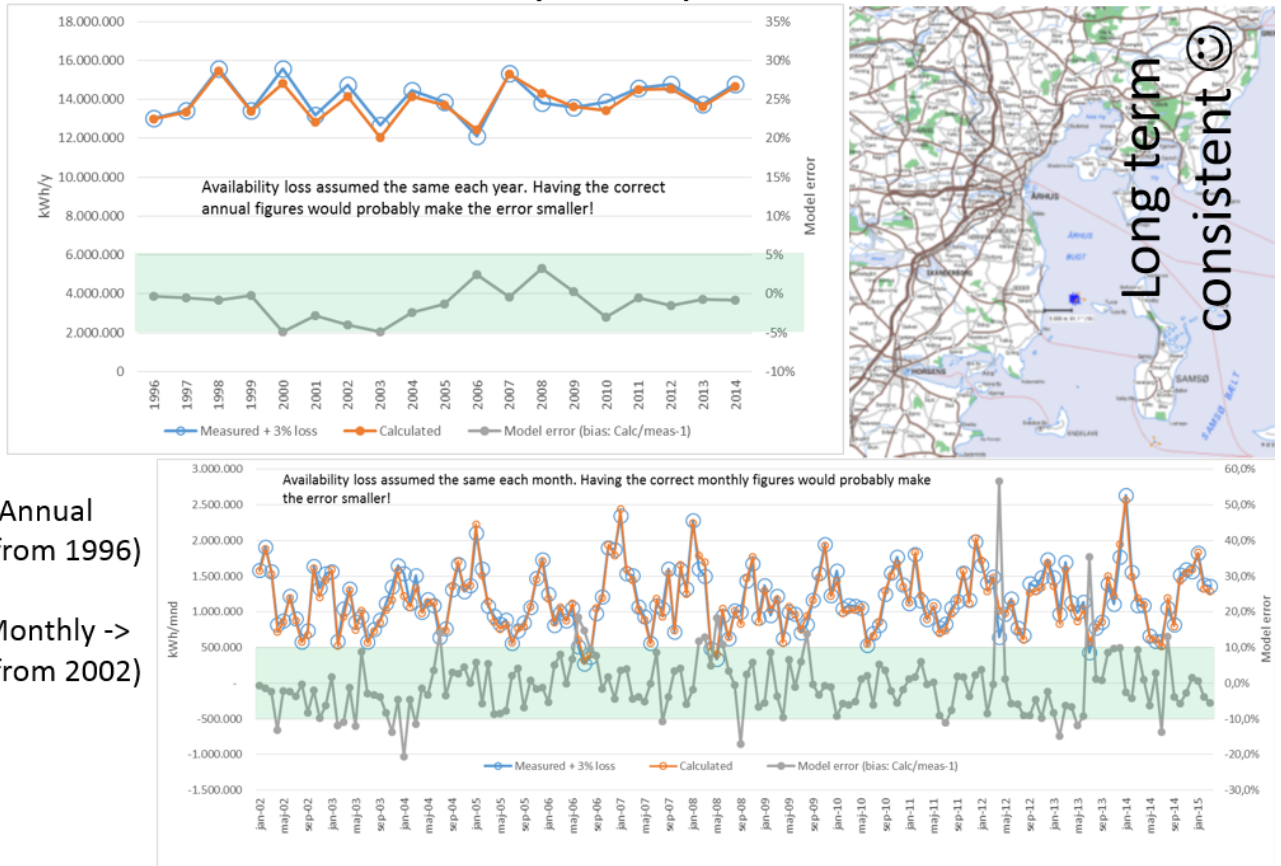 18.000.000
16.000.000
14.000.000
12.000.000
10.000.000
8.000.000
6.000.000
4.000.000
2.000.000
0
kWh/y
35%
30%
25%
20%
15%
10%
5%
0%
-5%
-10%
Model error
Availability loss assumed the same each year. Having the correct
annual figures would probably make the error smaller!
1996 1997 1998 1999 2000 2001 2002 2003 2004 2005 2006 2007 2008 2009 2010 2011 2012 2013 2014
Measured + 3% loss Calculated Model error (bias: Calc/meas-1)
Long term
consistent ☺
ÅRHUS
ÅRHUS
BUGT
SKANDERBORG
HORSENS
SAMSØ
ENDELAVE
SAMSØ BÆLT
Annual
from 1996)
Monthly ->
from 2002)
3.000.000
2.500.000
2.000.000
1.500.000
1.000.000
500.000
-
-500.000
-1.000.000
-1.500.000
kWh/mnd
60,0%
50,0%
40,0%
30,0%
20,0%
10,0%
0,0%
-10,0%
-20,0%
-30,0%
Model error
Availability loss assumed the same each month. Having the correct monthly figures would probably make
the error smaller!
Measured + 3% loss Calculated Model error (bias: Calc/meas-1)
jan-02 maj-02 sep-02 jan-03 maj-03 sep-03 jan-04 maj-04 sep-04 jan-05 maj-05 sep-05 jan-06 maj-06 sep-06 jan-07 maj-07 sep-07 jan-08 maj-08 sep-08 jan-09 maj-09 sep-09 jan-10 maj-10 sep-10 jan-11 maj-11 sep-11 jan-12 maj-12 sep-12 jan-13 maj-13 sep-13 jan-14 maj-14 sep-14 jan-15